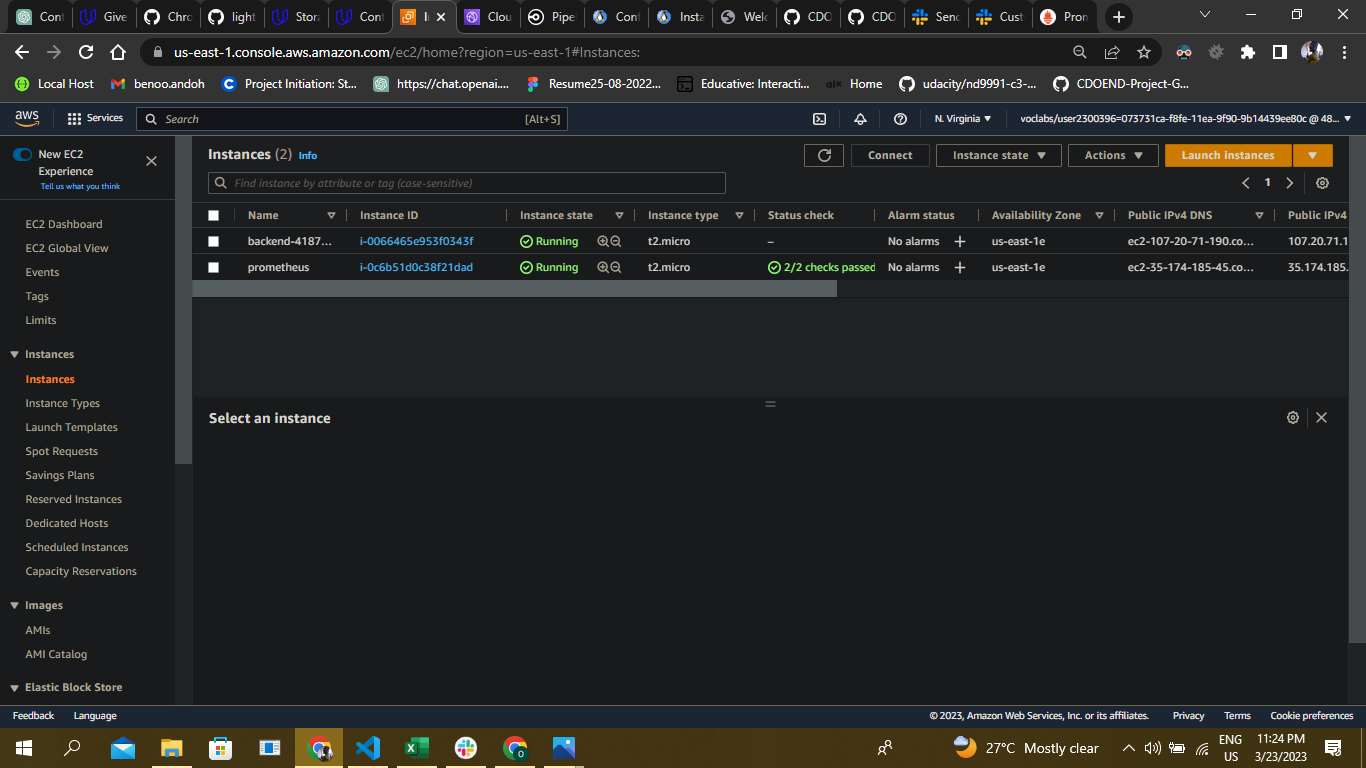 Cont Give Chro light Stora Cont In Clou Pipe Conf Insta Welc CDO CDO Send Cust Pron
us-east-1.console.aws.amazon.com/ec2/home?region=us-east-1#Instances:
Local Host benoo.andoh Project Initiation: St... https://chat.openai.... Resume25-08-2022... Educative: Interacti... alx Home udacity/nd9991-c3-... CDOEND-Project-G...
aws Services Search [Alt+S] N. Virginia voclabs/user2300396=073731ca-f8fe-11ea-9f90-9b14439ee80c @ 48...
New EC2
Experience
Tell us what you think
EC2 Dashboard
EC2 Global View
Events
Tags
Limits
Instances
Instances
Instance Types
Launch Templates
Spot Requests
Savings Plans
Reserved Instances
Dedicated Hosts
Scheduled Instances
Capacity Reservations
Images
AMIs
AMI Catalog
Elastic Block Store
Instances (2) Info Connect Instance state Actions Launch instances
Find instance by attribute or tag (case-sensitive) 1
Name Instance ID Instance state Instance type Status check Alarm status Availability Zone Public IPv4 DNS Public IPv4
backend-4187... i-0066465e953f0343f Running t2.micro – No alarms + us-east-1e ec2-107-20-71-190.co... 107.20.71.1
prometheus i-0c6b51d0c38f21dad Running t2.micro 2/2 checks passed No alarms + us-east-1e ec2-35-174-185-45.co... 35.174.185.
Select an instance
Feedback Language © 2023, Amazon Web Services, Inc. or its affiliates. Privacy Terms Cookie preferences
27°C Mostly clear ENG US 11:24 PM 3/23/2023